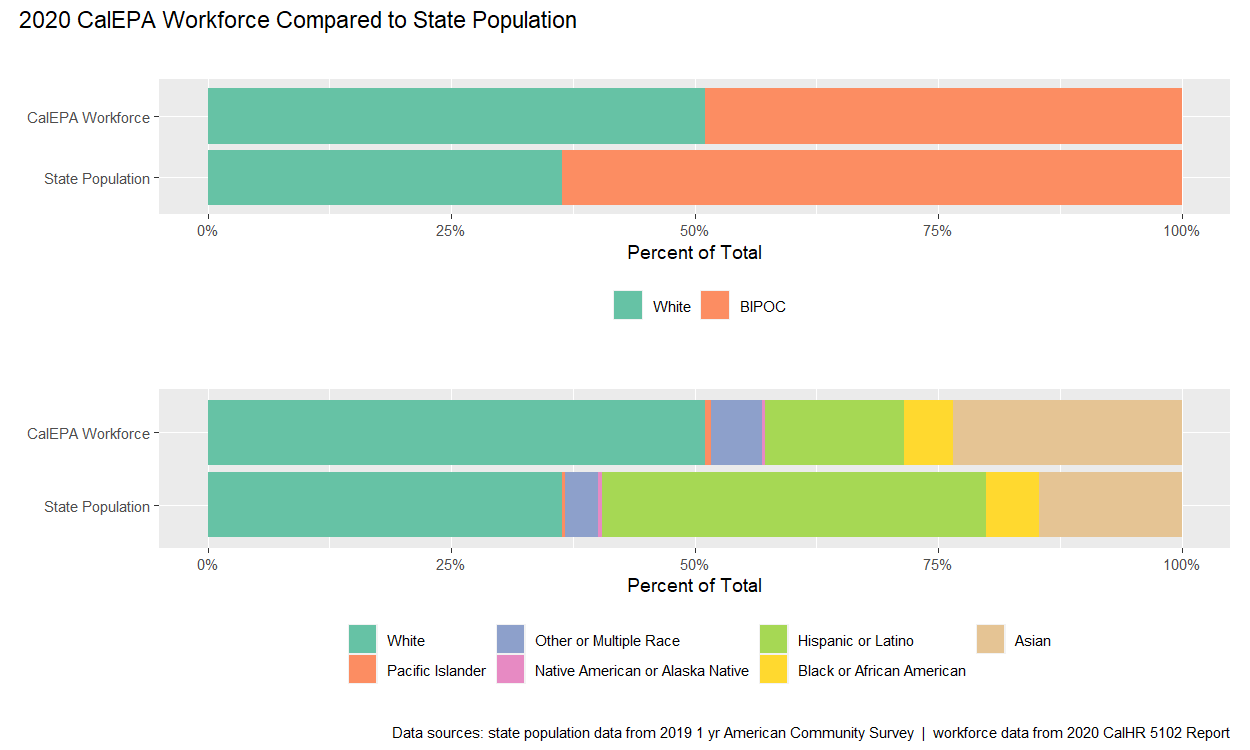 2020 CalEPA Workforce Compared to State Population
CalEPA Workforce
State Population
0% 25% 50% 75% 100%
Percent of Total
White BIPOC
CalEPA Workforce
State Population
0% 25% 50% 75% 100%
Percent of Total
White Other or Multiple Race Hispanic or Latino Asian
Pacific Islander Native American or Alaska Native Black or African American
Data sources: state population data from 2019 1 yr American Community Survey | workforce data from 2020 CalHR 5102 Report